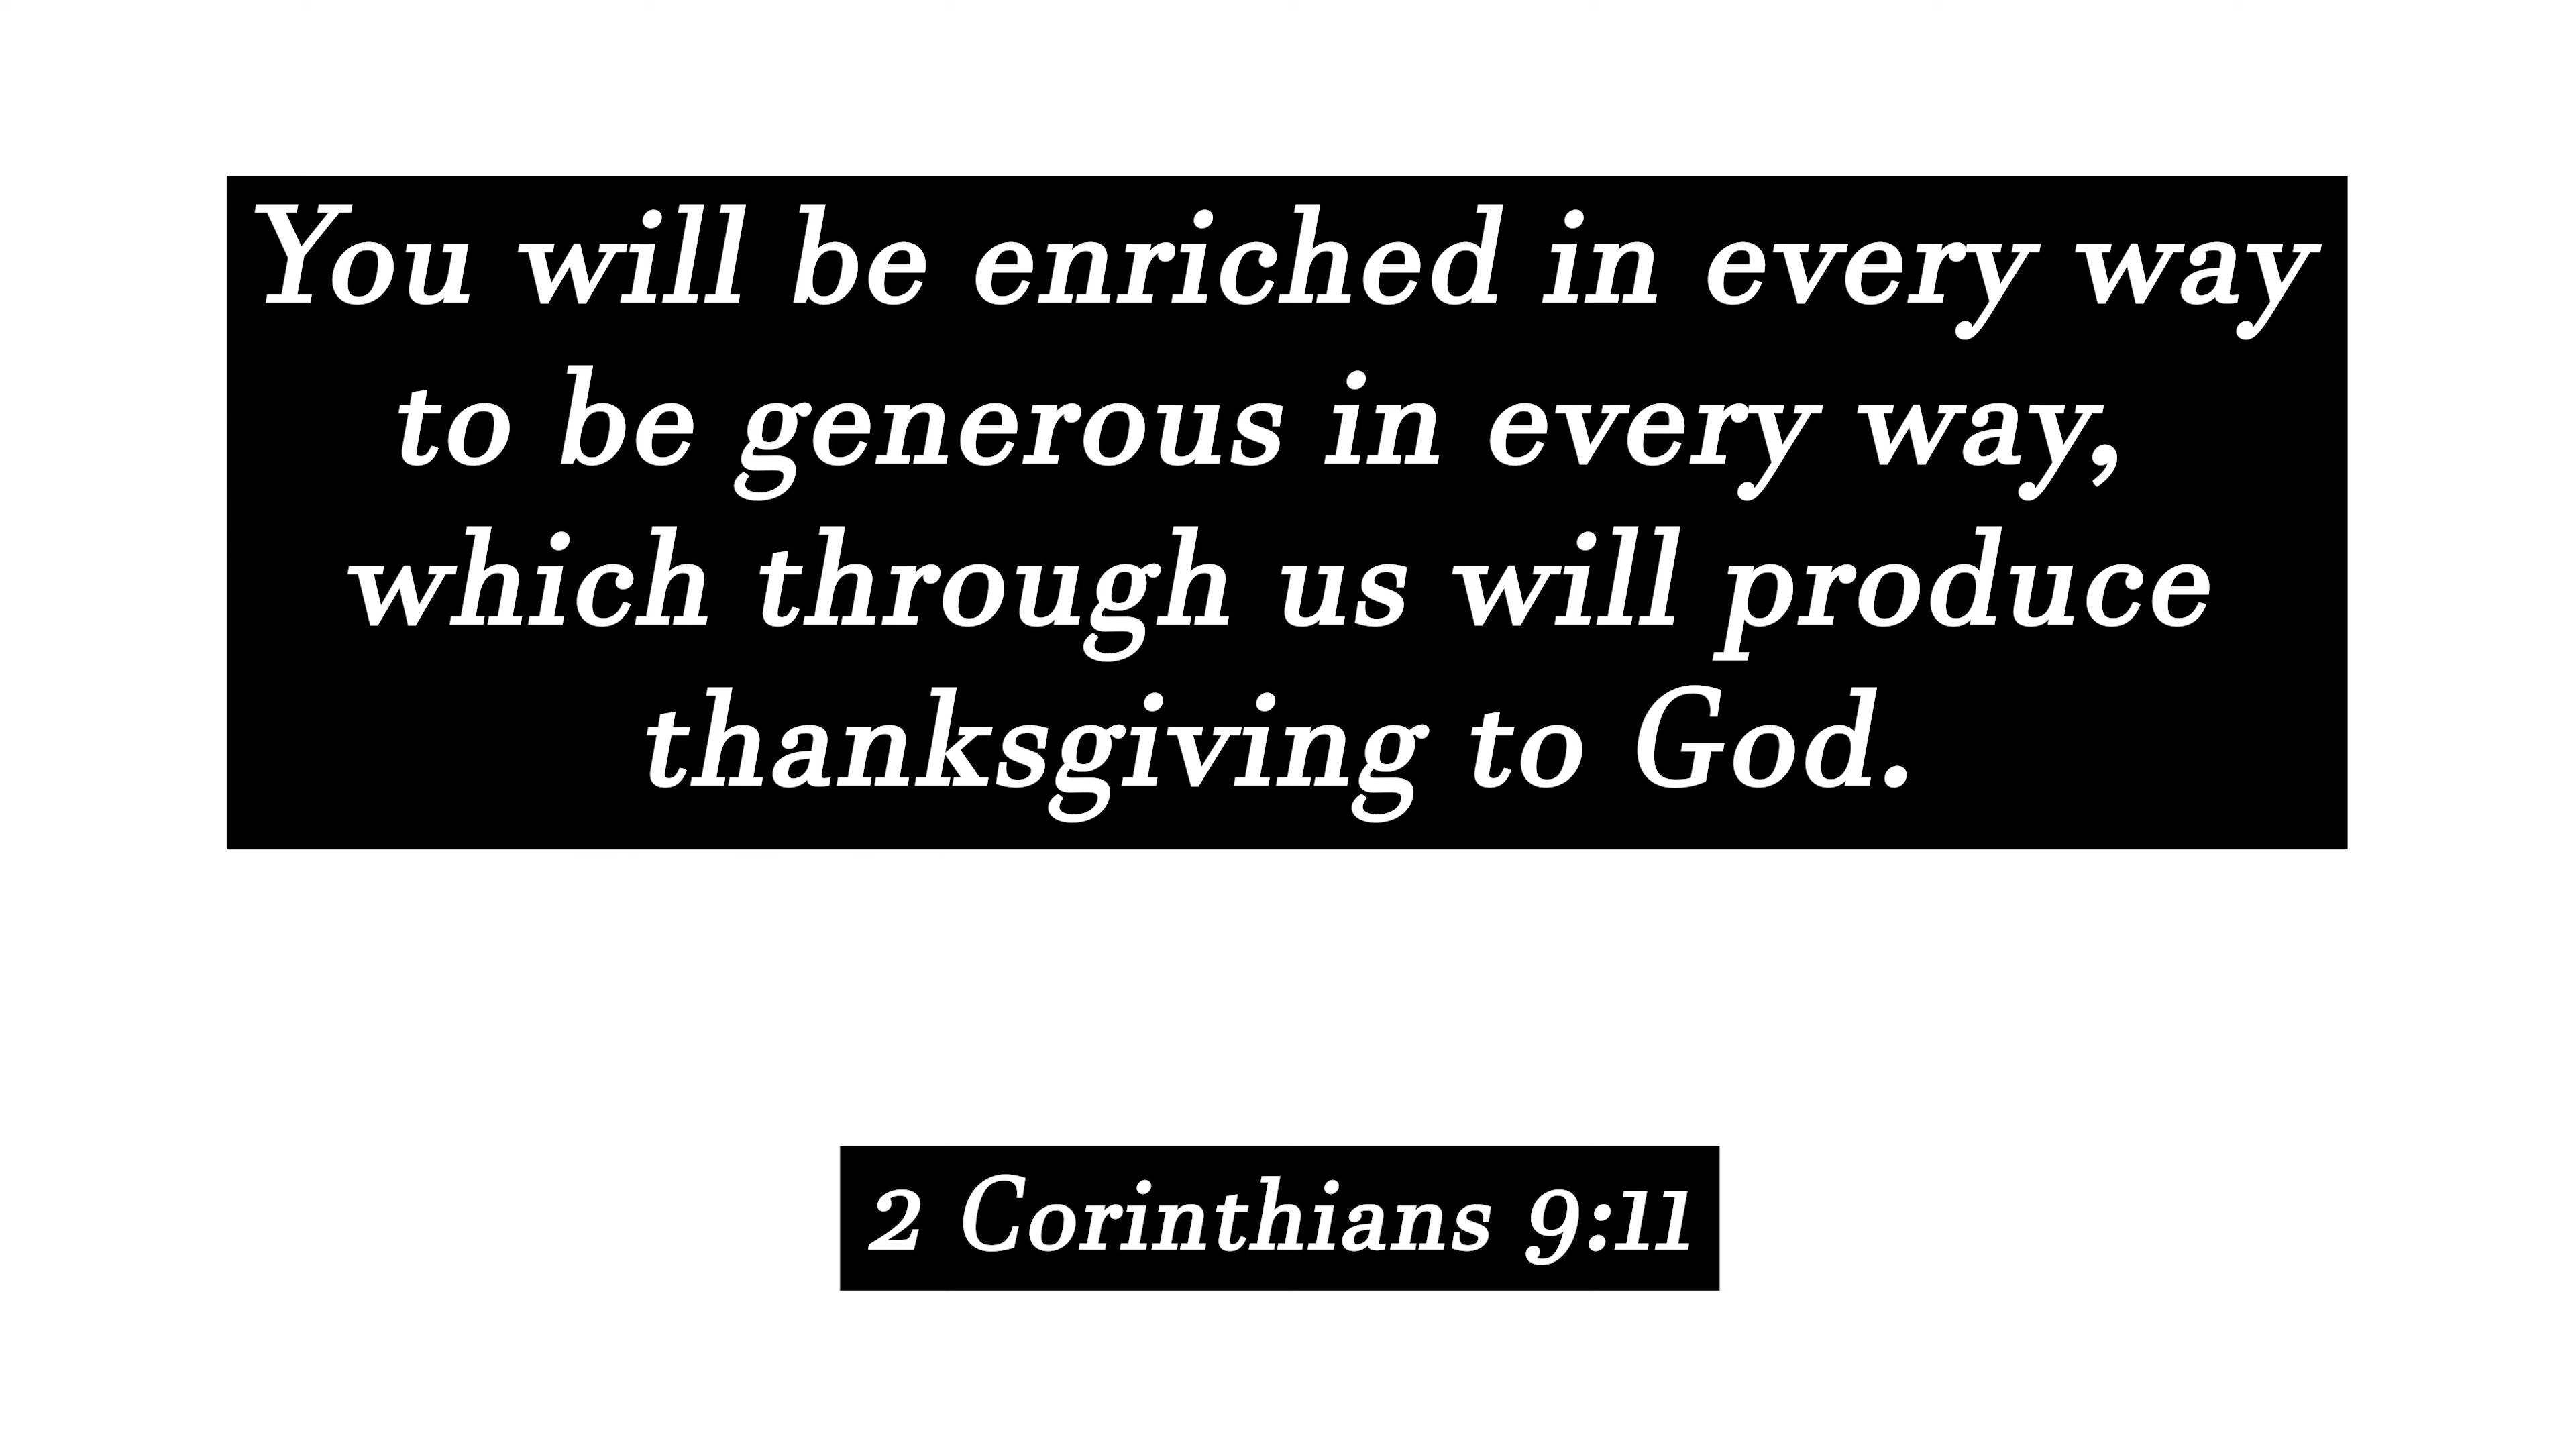 You will be enriched in every way
to be generous in every way,
which through us will produce
thanksgiving to God.
2 Corinthians 9:11